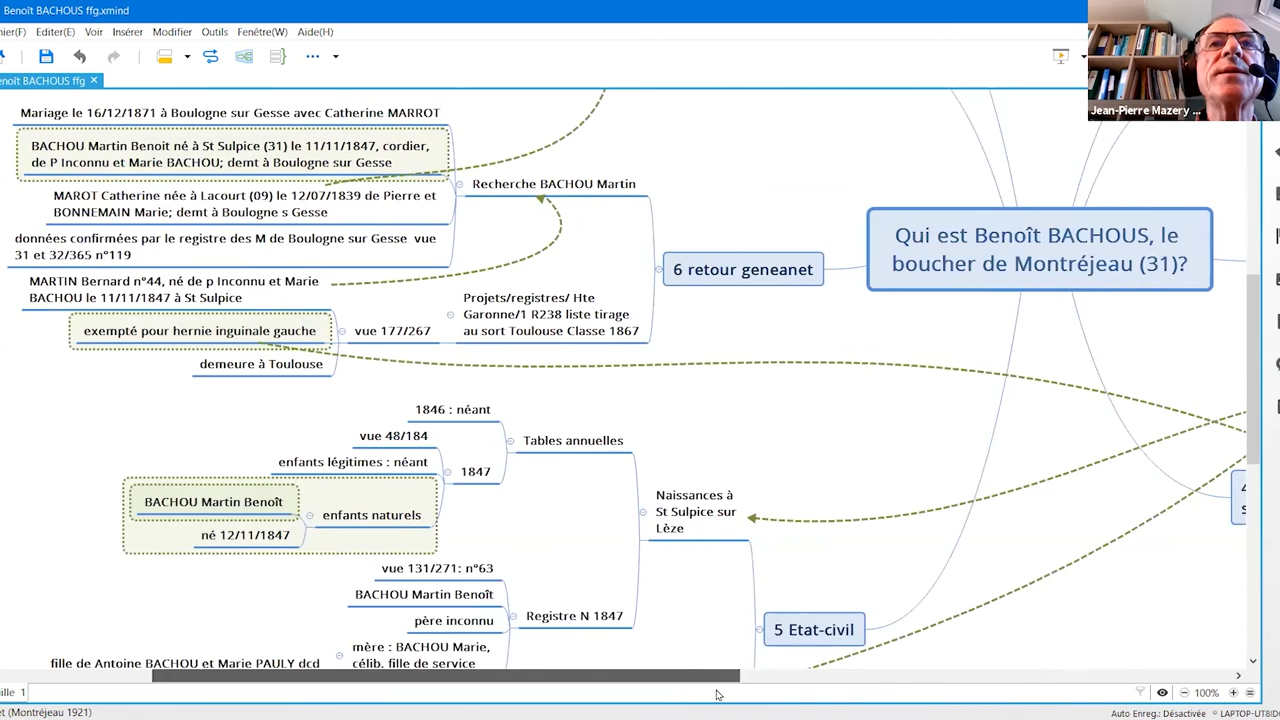 Benoît BACHOUS ffg.xmind
hier(F) Editer(E) Voir Insérer Modifier Outils Fenêtre(W) Aide(H)
enoît BACHOUS ffg
Jean-Pierre Mazery ...
Mariage le 16/12/1871 à Boulogne sur Gesse avec Catherine MARROT
BACHOU Martin Benoit né à St Sulpice (31) le 11/11/1847, cordier,
de P Inconnu et Marie BACHOU; demt à Boulogne sur Gesse
MAROT Catherine née à Lacourt (09) le 12/07/1839 de Pierre et
BONNEMAIN Marie; demt à Boulogne s Gesse
données confirmées par le registre des M de Boulogne sur Gesse vue
31 et 32/365 n°119
Recherche BACHOU Martin
MARTIN Bernard n°44, né de p Inconnu et Marie
BACHOU le 11/11/1847 à St Sulpice
exempté pour hernie inguinale gauche
demeure à Toulouse
vue 177/267
Projets/registres/ Hte
Garonne/1 R238 liste tirage
au sort Toulouse Classe 1867
6 retour geneanet
Qui est Benoît BACHOUS, le
boucher de Montréjeau (31)?
1846 : néant
Tables annuelles
vue 48/184
enfants légitimes : néant
1847
BACHOU Martin Benoît
né 12/11/1847
enfants naturels
Naissances à
St Sulpice sur
Lèze
vue 131/271: n°63
BACHOU Martin Benoît
père inconnu
Registre N 1847
mère : BACHOU Marie,
célib. fille de service
fille de Antoine BACHOU et Marie PAULY dcd
5 Etat-civil
4
s
uille 1
100%
et (Montréjeau 1921)
Auto Enreg.: Désactivée
LAPTOP-UT8ID